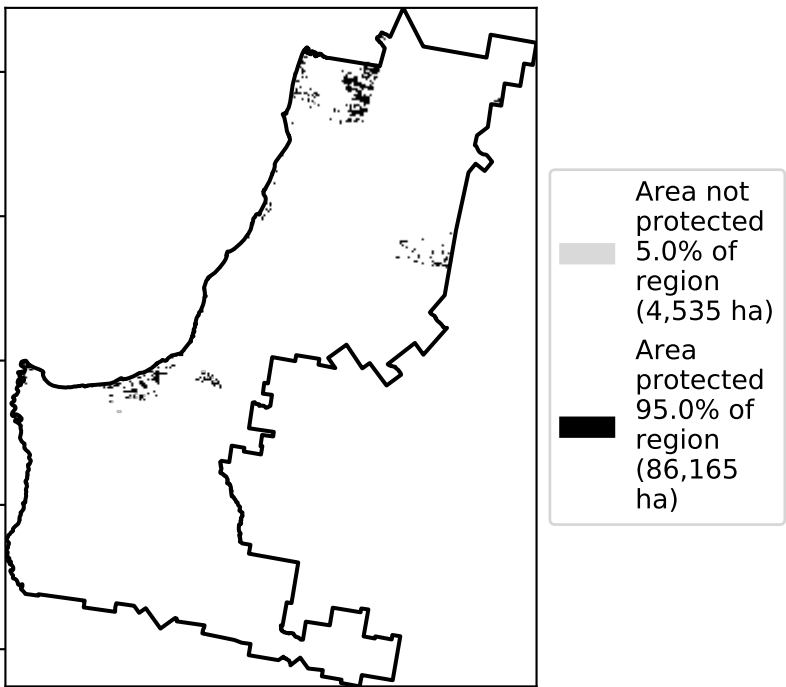 Area not
protected
5.0% of
region
(4,535 ha)
Area
protected
95.0% of
region
(86,165
ha)